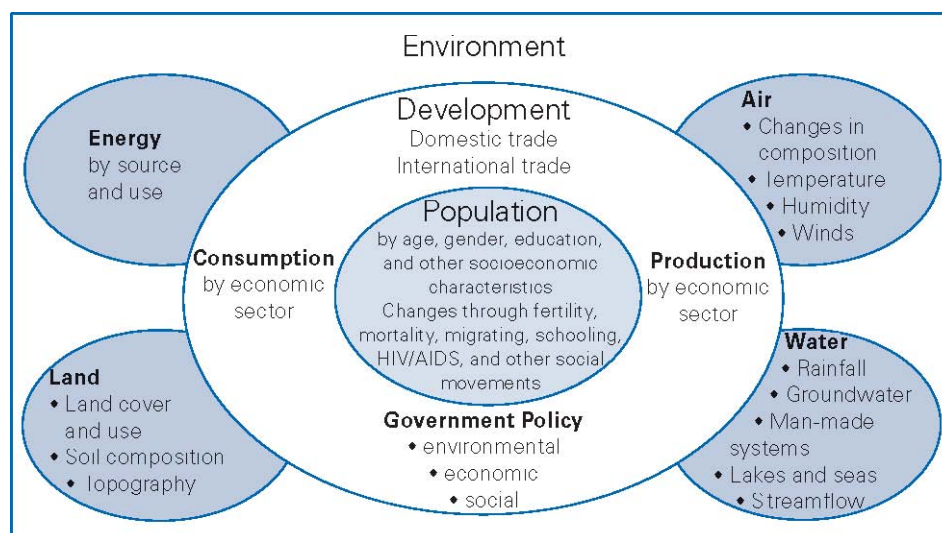 Environment
Development
Domestic trade
International trade
Energy
by source
and use
Air
◆ Changes in
composition
◆ Temperature
◆ Humidity
◆ Winds
Population
by age, gender, education,
and other socioeconomic
characteristics
Changes through fertility,
mortality, migrating, schooling,
HIV/AIDS, and other social
movements
Consumption
by economic
sector
Production
by economic
sector
Land
◆ Land cover
and use
◆ Soil composition
◆ Topography
Government Policy
◆ environmental
◆ economic
◆ social
Water
◆ Rainfall
◆ Groundwater
◆ Man-made
systems
◆ Lakes and seas
◆ Streamflow